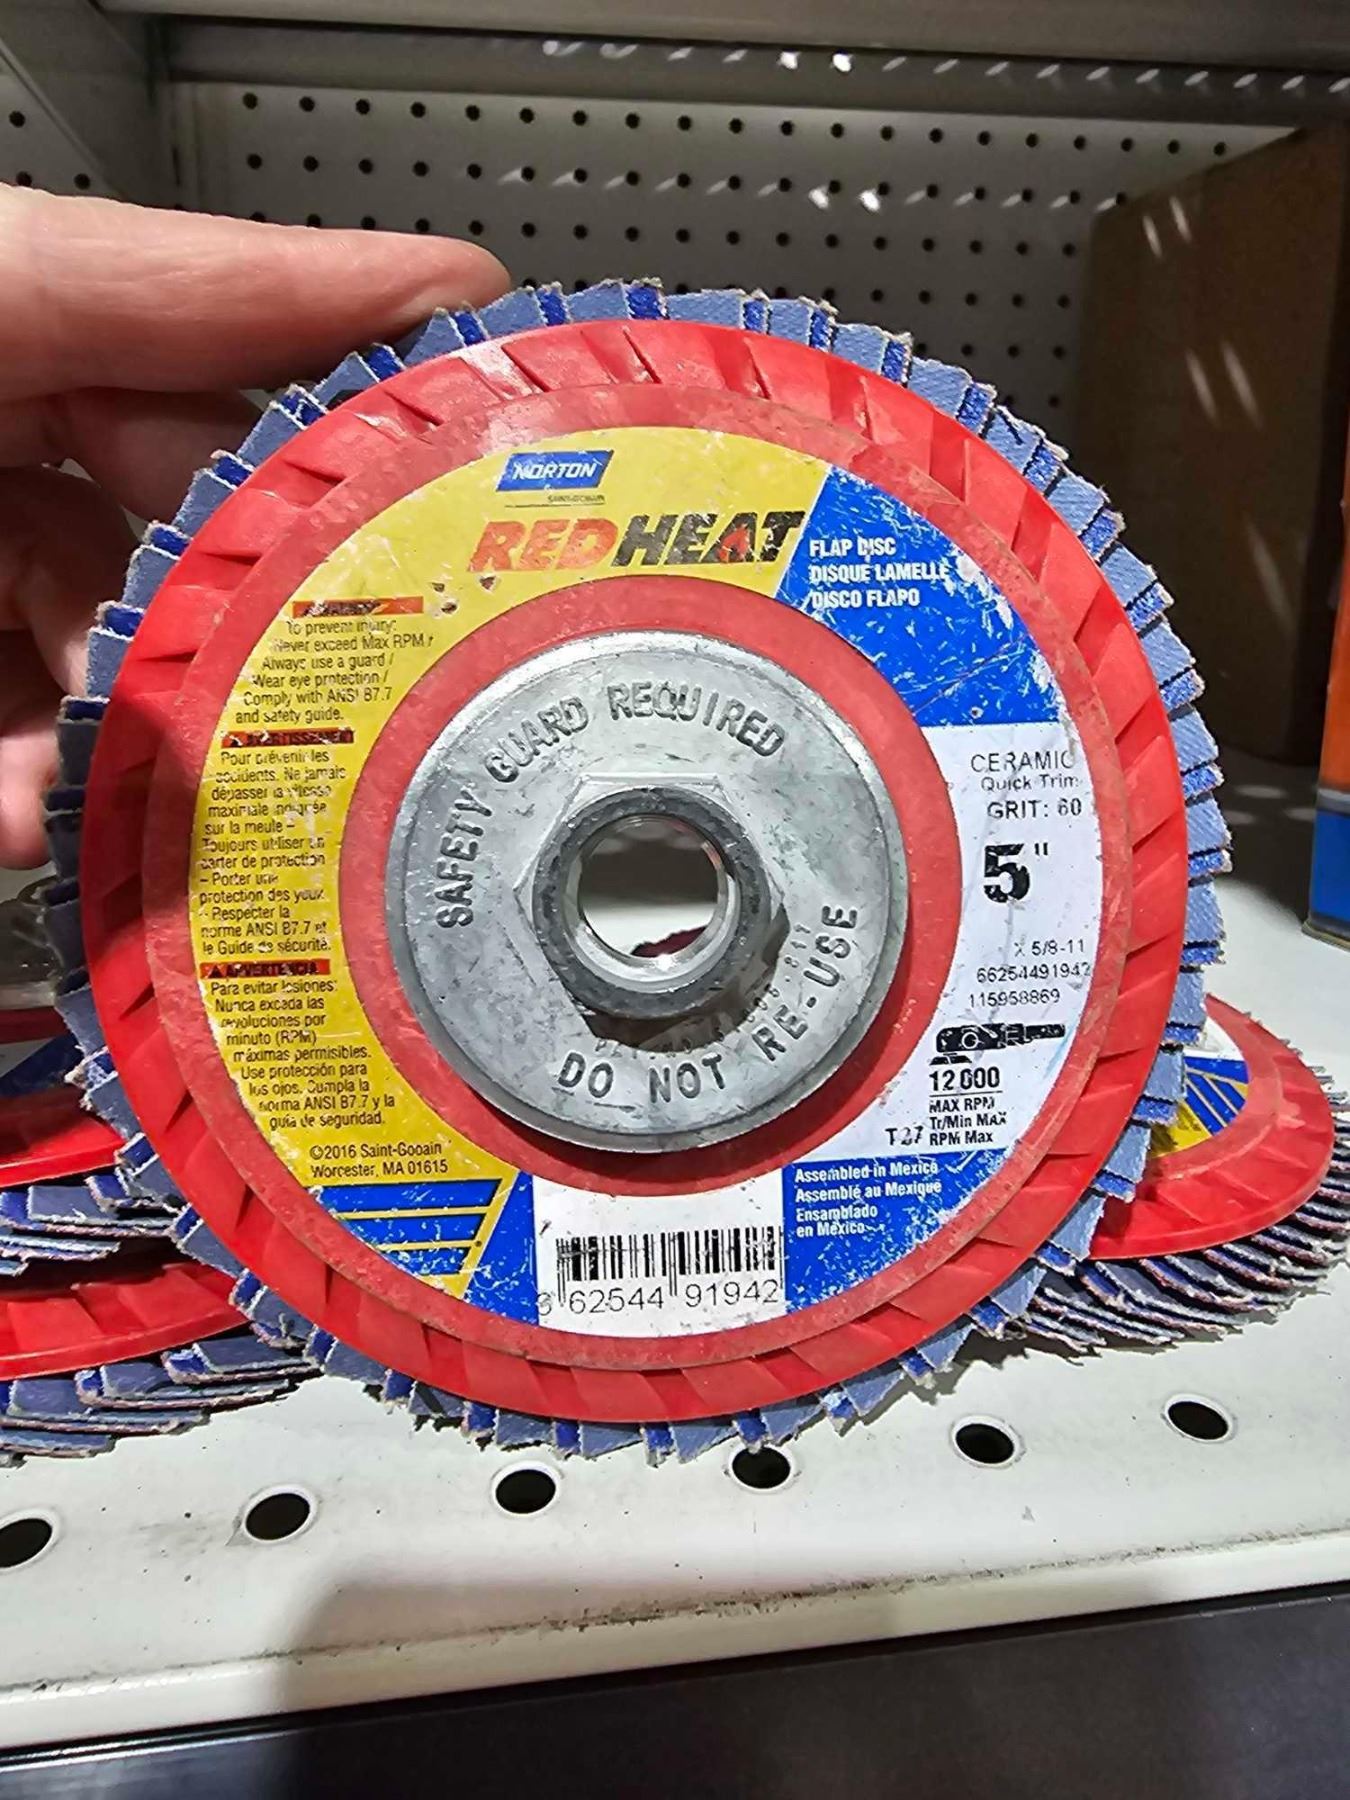 NORTON
SAINT-GOBAIN
REDHEAT
FLAP DISC
DISQUE LAMELLE
DISCO FLAPO
To prevent injury:
Never exceed Max RPM /
Always use a guard /
Wear eye protection /
Comply with ANSI B7.7
and safety guide.
AVERTISSEMENT
Pour prévenir les
accidents. Ne jamais
dépasser la vitesse
maximale indiquée
sur la meule –
Toujours utiliser un
carter de protection
– Porter une
protection des yeux.
- Respecter la
norme ANSI B7.7 et
le Guide de sécurité.
ADVERTENCIA
Para evitar lesiones:
Nunca exceda las
revoluciones por
minuto (RPM)
máximas permisibles.
Use protección para
los ojos. Cumpla la
norma ANSI B7.7 y la
guía de seguridad.
©2016 Saint-Gobain
Worcester, MA 01615
SAFETY GUARD REQUIRED
DO NOT RE-USE
CERAMIC
Quick Trim
GRIT: 60
5"
X 5/8-11
66254491942
115958869
12,000
MAX RPM
Tr/Min MAX
T27 RPM Max
Assembled in Mexico
Assemblé au Mexique
Ensamblado
en México
62544 91942